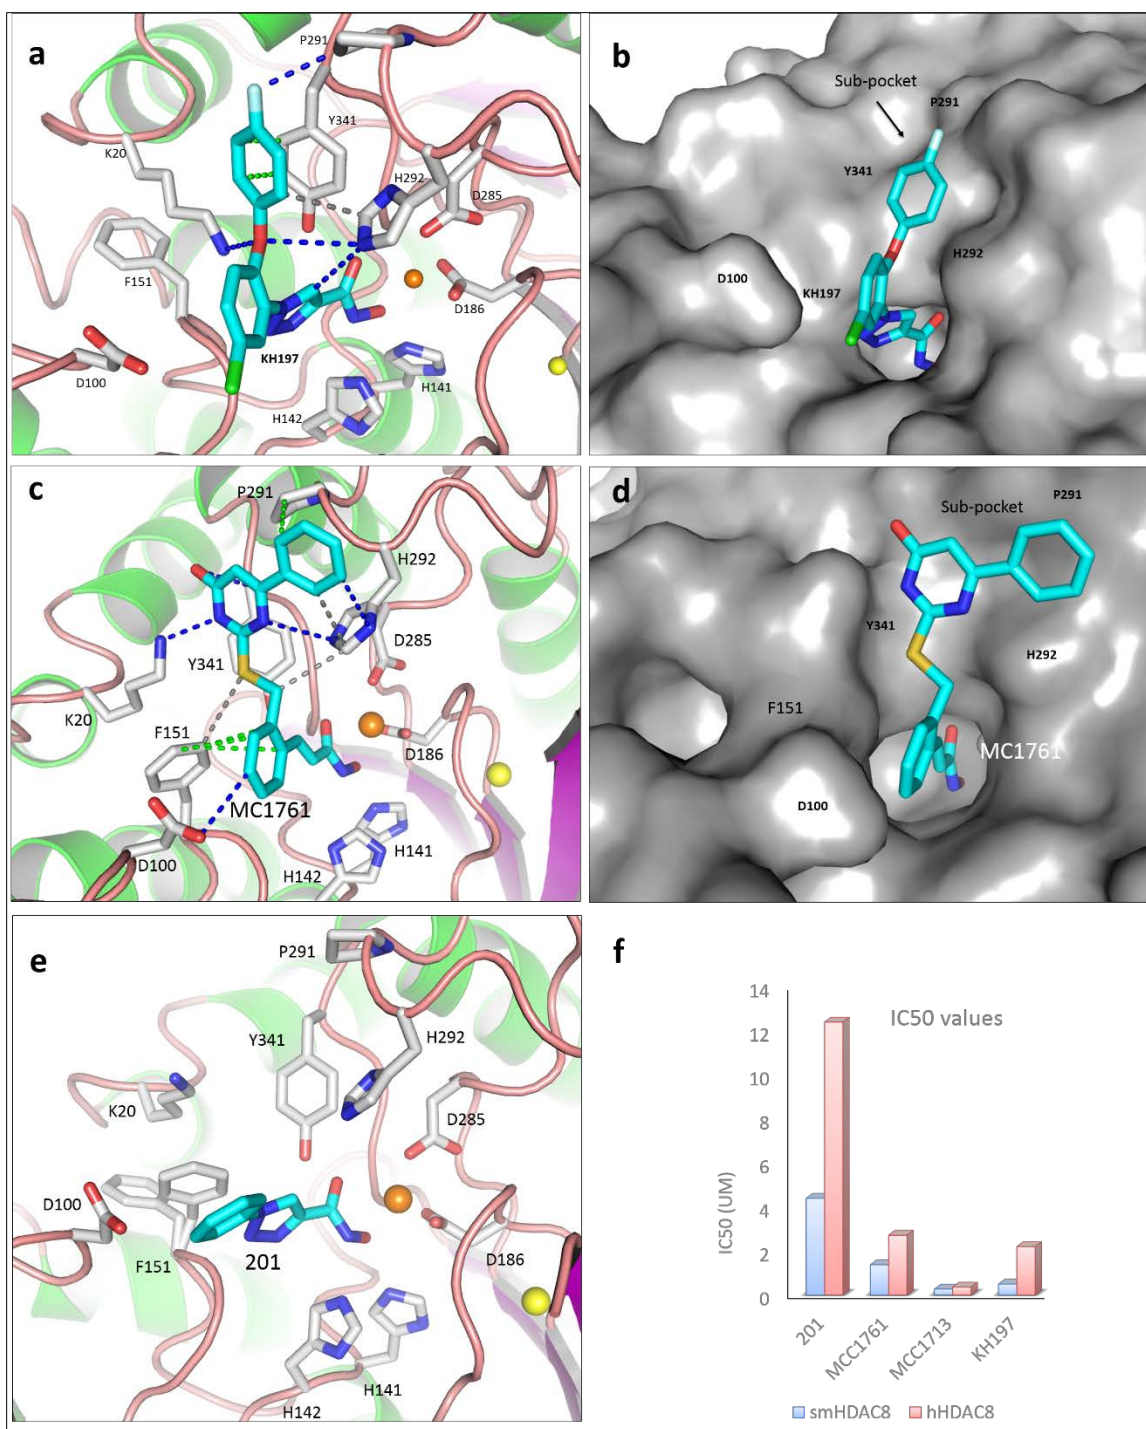 a
P291
Y341
K20
H292
D285
F151
D186
KH197
D100
H141
H142
b
Sub-pocket
P291
Y341
H292
D100
KH197
c
P291
H292
D285
Y341
K20
F151
D186
MC1761
D100
H141
H142
d
Sub-pocket
P291
Y341
H292
F151
MC1761
D100
e
P291
Y341
H292
K20
D285
D100
F151
201
D186
H141
H142
f
IC50 values
IC50 (UM)
14
12
10
8
6
4
2
0
201
MCC1761
MCC1713
KH197
smHDAC8
hHDAC8